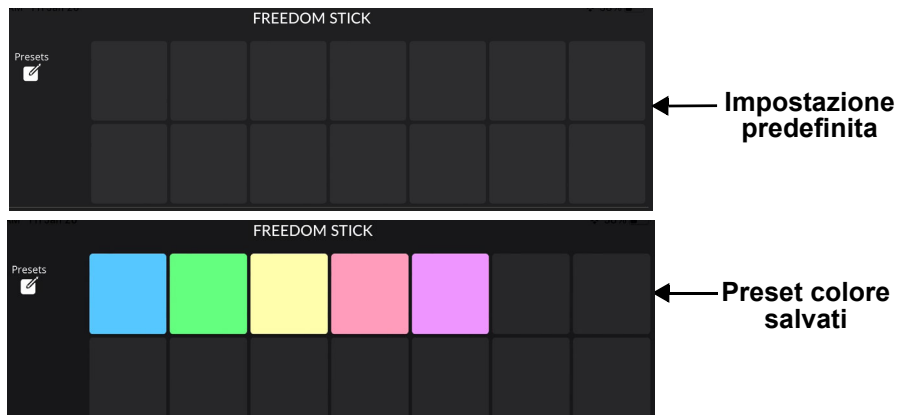 FREEDOM STICK
Presets
Impostazione
predefinita
FREEDOM STICK
Presets
Preset colore
salvati